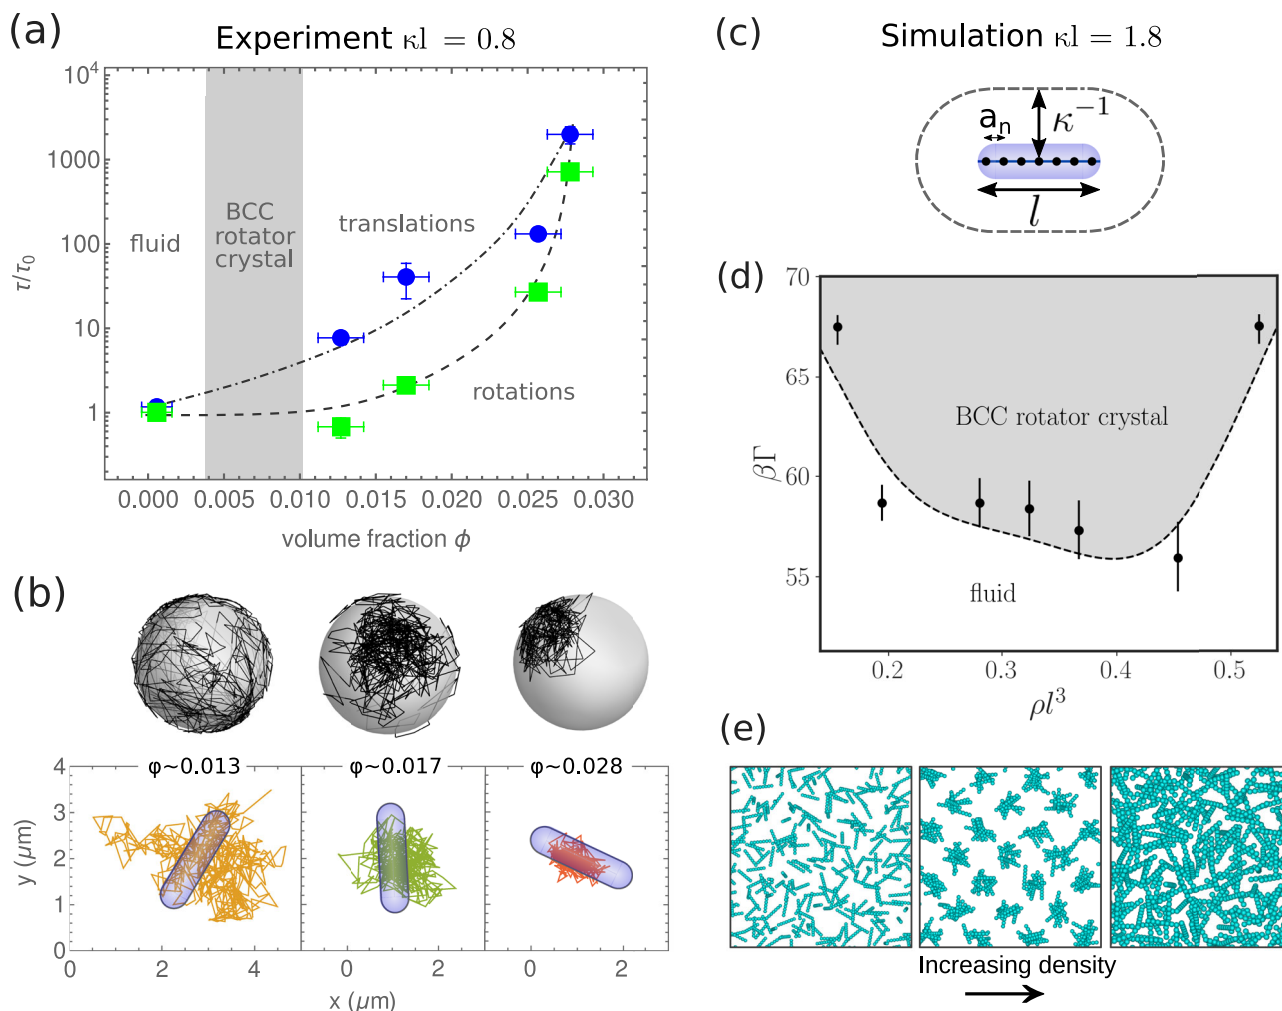 (a)
Experiment κl = 0.8
10⁴
1000
100
10
1
τ/τ₀
fluid
BCC
rotator
crystal
translations
rotations
0.000 0.005 0.010 0.015 0.020 0.025 0.030
volume fraction ϕ
(b)
φ~0.013 φ~0.017 φ~0.028
4
3
2
1
0
y (μm)
0 2 4 0 2 0 2
x (μm)
(c)
Simulation κl = 1.8
aₙ
κ⁻¹
l
(d)
70
65
60
55
βΓ
BCC rotator crystal
fluid
0.2 0.3 0.4 0.5
ρl³
(e)
Increasing density